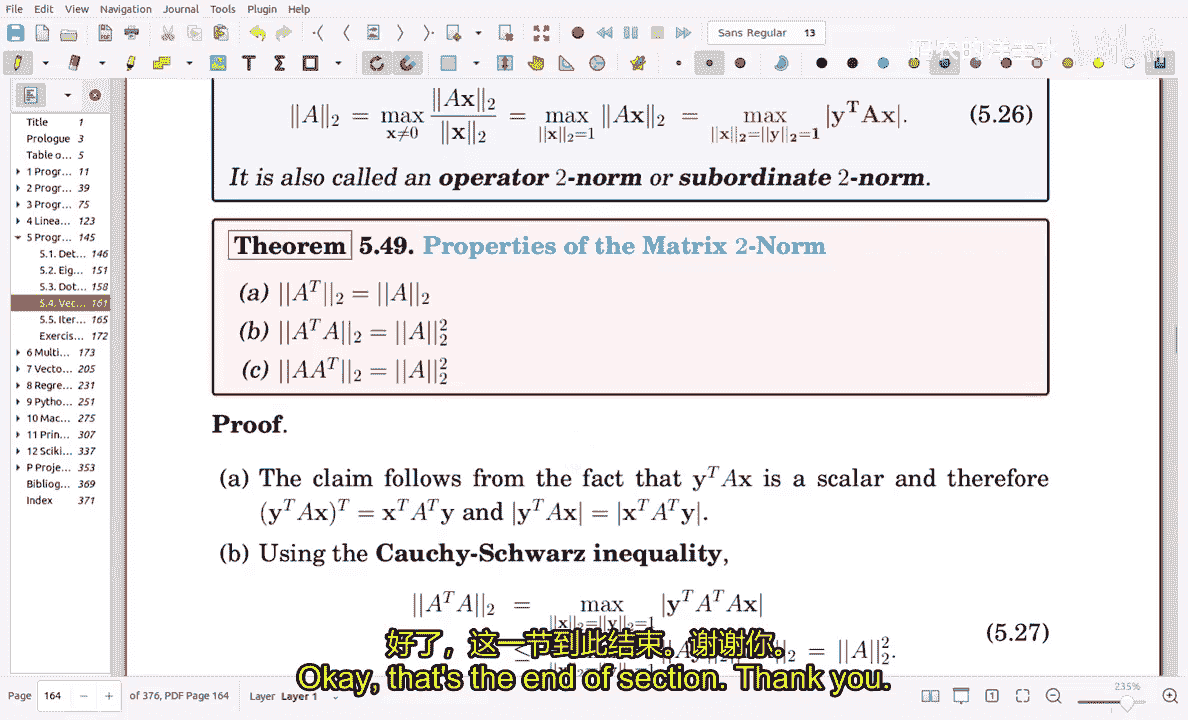 File Edit View Navigation Journal Tools Plugin Help
Sans Regular 13
Title 1
Prologue 3
Table o... 5
1 Progr... 11
2 Progr... 39
3 Progr... 75
4 Linea... 123
5 Progr... 145
5.1. Det... 146
5.2. Eig... 151
5.3. Dot... 158
5.4. Vec... 161
5.5. Iter... 165
Exercis... 172
6 Multi... 173
7 Vecto... 205
8 Regre... 231
9 Pytho... 251
10 Mac... 275
11 Prin... 307
12 Sciki... 337
P Proje... 353
Bibliog... 369
Index 371
||A||₂ = max x≠0 ||Ax||₂ / ||x||₂ = max ||x||₂=1 ||Ax||₂ = max ||x||₂=||y||₂=1 |yᵀAx|. (5.26)
It is also called an operator 2-norm or subordinate 2-norm.
Theorem 5.49. Properties of the Matrix 2-Norm
(a) ||Aᵀ||₂ = ||A||₂
(b) ||AᵀA||₂ = ||A||₂²
(c) ||AAᵀ||₂ = ||A||₂²
Proof.
(a) The claim follows from the fact that yᵀAx is a scalar and therefore
(yᵀAx)ᵀ = xᵀAᵀy and |yᵀAx| = |xᵀAᵀy|.
(b) Using the Cauchy-Schwarz inequality,
||AᵀA||₂ = max ||x||₂=||y||₂=1 |yᵀAᵀAx|
= ||A||₂². (5.27)
好了，这一节到此结束。谢谢你。
Okay, that's the end of section. Thank you.
Page 164 of 376, PDF Page 164 Layer Layer 1 235%